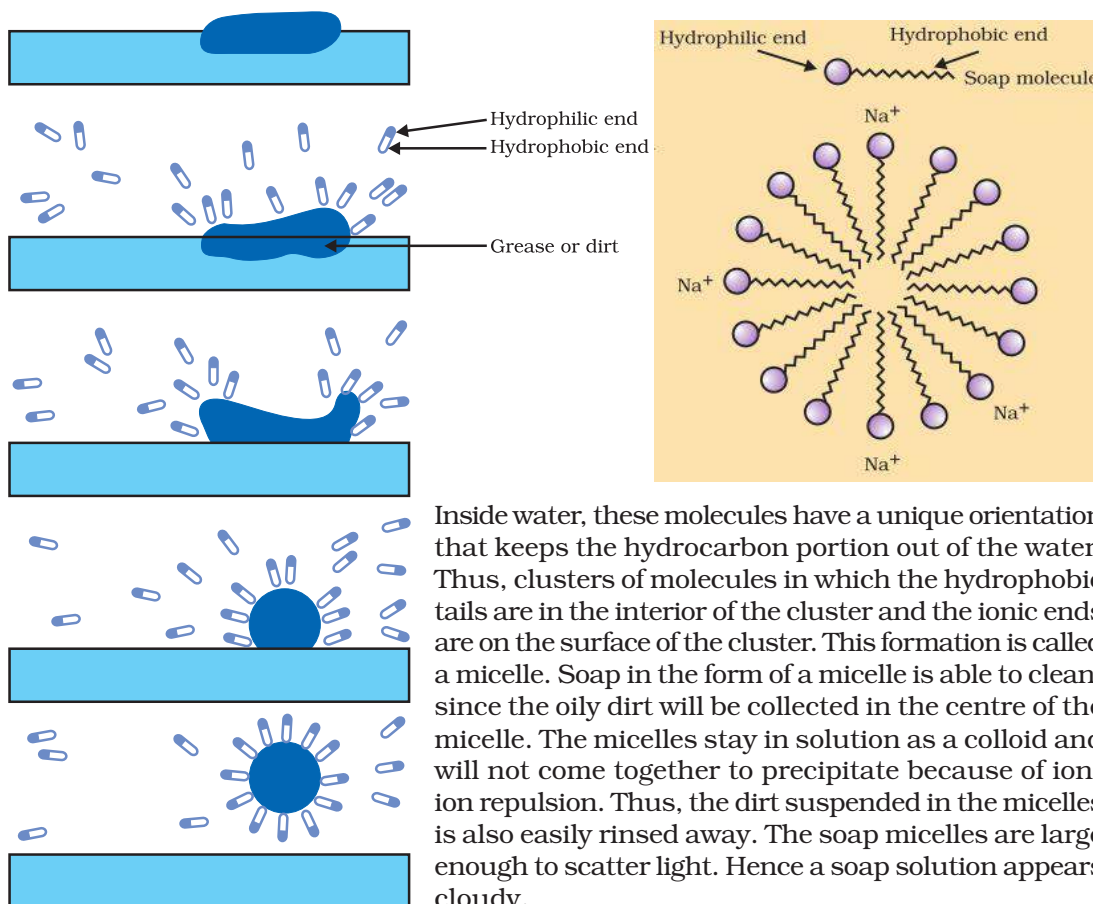 Hydrophilic end
Hydrophobic end
Soap molecule
Na+
Na+
Na+
Na+
Hydrophilic end
Hydrophobic end
Grease or dirt
Inside water, these molecules have a unique orientation
that keeps the hydrocarbon portion out of the water
Thus, clusters of molecules in which the hydrophobic
tails are in the interior of the cluster and the ionic ends
are on the surface of the cluster. This formation is called
a micelle. Soap in the form of a micelle is able to clean
since the oily dirt will be collected in the centre of the
micelle. The micelles stay in solution as a colloid and
will not come together to precipitate because of ion
ion repulsion. Thus, the dirt suspended in the micelles
is also easily rinsed away. The soap micelles are large
enough to scatter light. Hence a soap solution appears
cloudy.